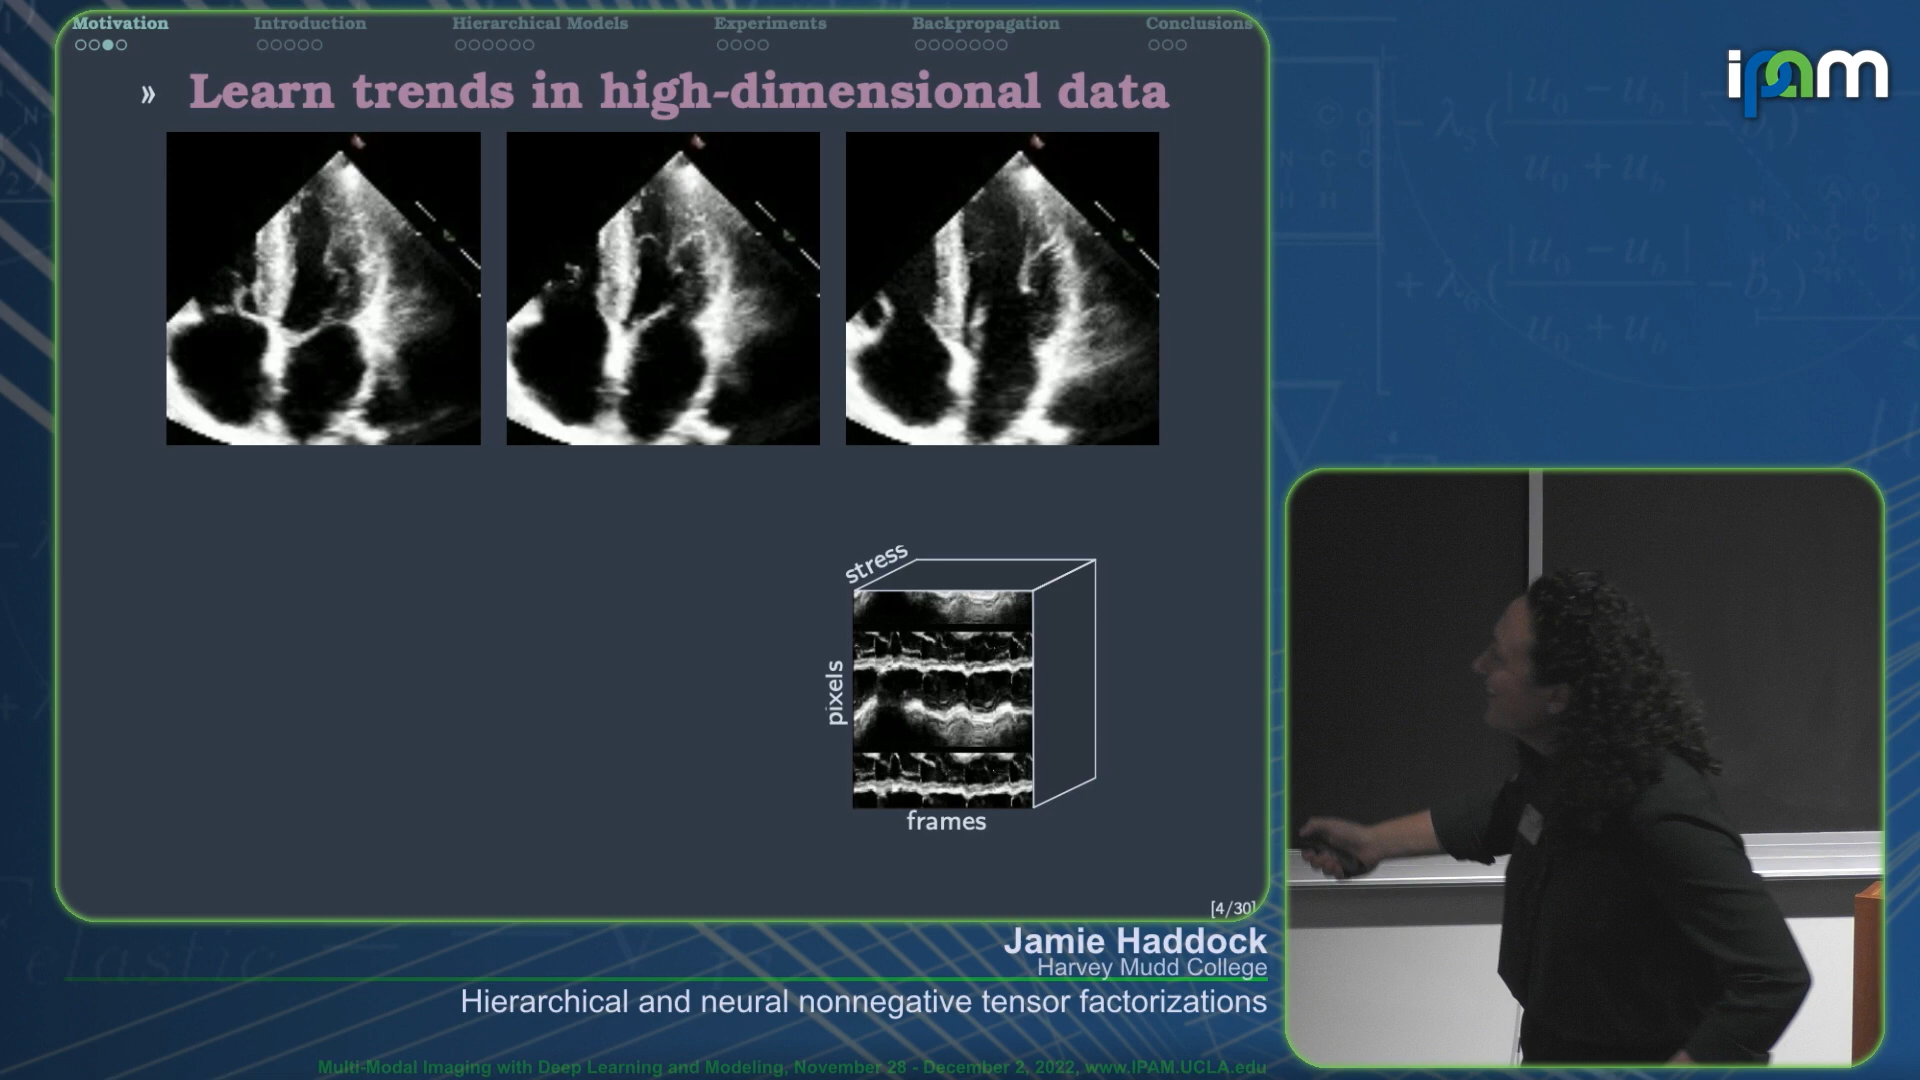 Motivation Introduction Hierarchical Models Experiments Backpropagation Conclusions
» Learn trends in high-dimensional data
stress
pixels
frames
[4/30]
ipam
Jamie Haddock
Harvey Mudd College
Hierarchical and neural nonnegative tensor factorizations
Multi-Modal Imaging with Deep Learning and Modeling, November 28 - December 2, 2022, www.IPAM.UCLA.edu